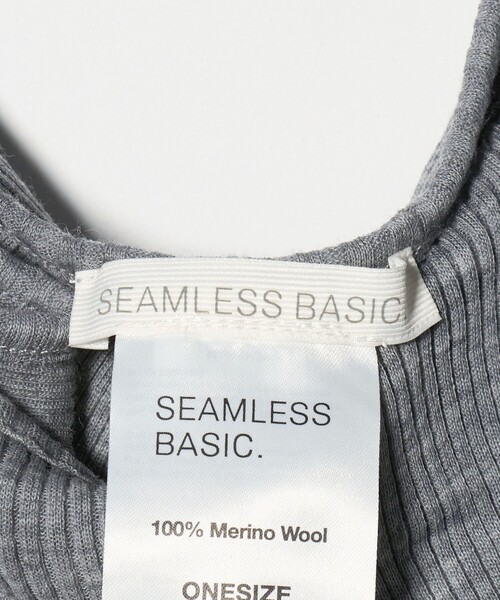 SEAMLESS BASIC.
SEAMLESS
BASIC.
100% Merino Wool
ONESIZE